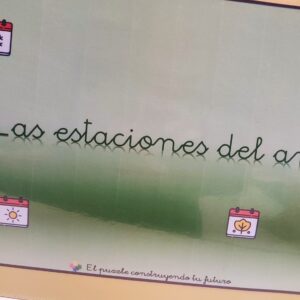 Las estaciones del
El puzzle construyendo tu futuro